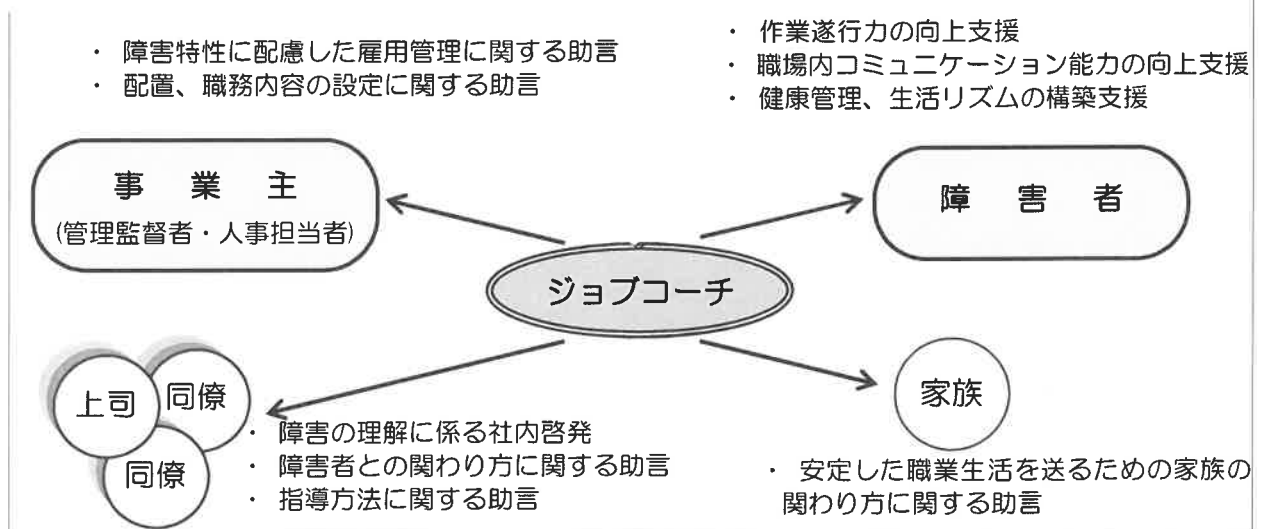 ・ 障害特性に配慮した雇用管理に関する助言
・ 配置、職務内容の設定に関する助言
・ 作業遂行力の向上支援
・ 職場内コミュニケーション能力の向上支援
・ 健康管理、生活リズムの構築支援
事 業 主
(管理監督者・人事担当者)
障 害 者
ジョブコーチ
上司
同僚
同僚
・ 障害の理解に係る社内啓発
・ 障害者との関わり方に関する助言
・ 指導方法に関する助言
家族
・ 安定した職業生活を送るための家族の
関わり方に関する助言